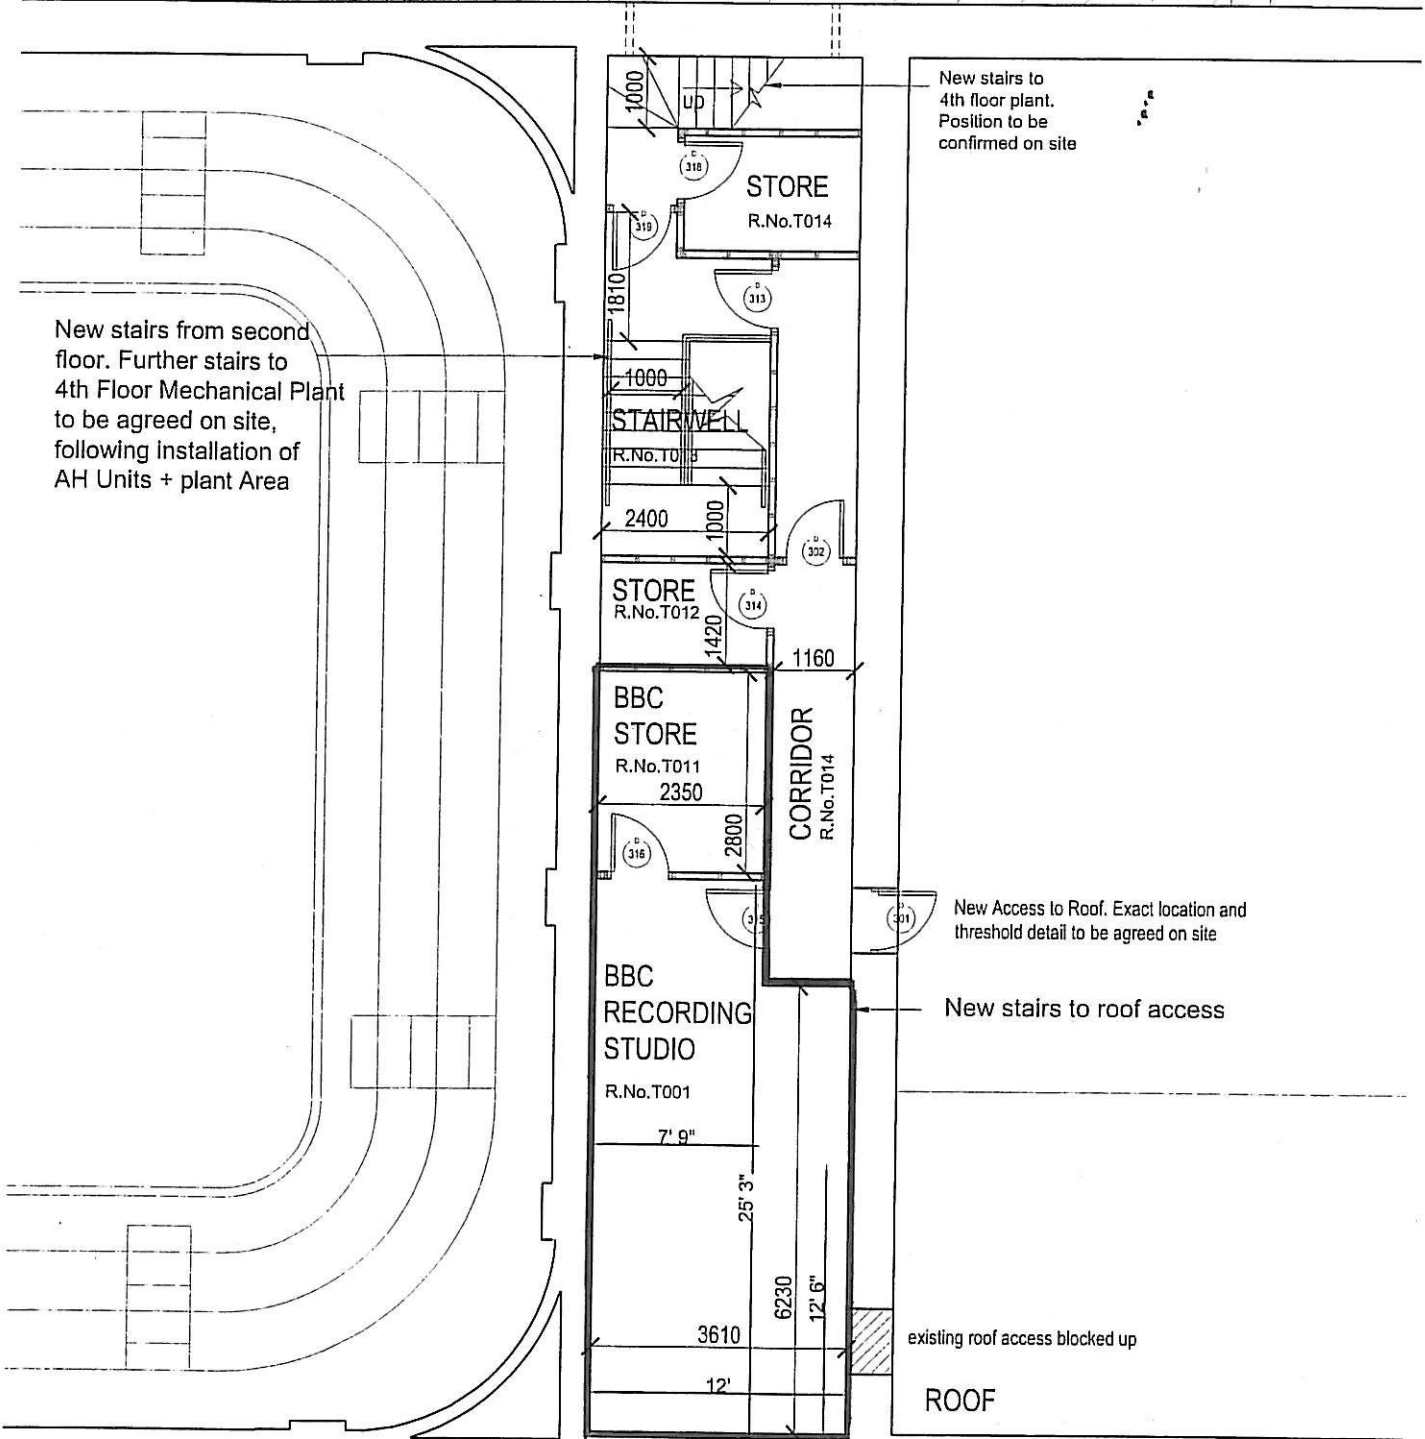 1000
UP
New stairs to
4th floor plant.
Position to be
confirmed on site
D
318
STORE
R.No.T014
D
319
1810
D
313
New stairs from second
floor. Further stairs to
4th Floor Mechanical Plant
to be agreed on site,
following installation of
AH Units + plant Area
1000
STAIRWELL
R.No.T013
2400
1000
D
302
STORE
R.No.T012
D
314
1420
1160
BBC
STORE
R.No.T011
2350
2800
CORRIDOR
R.No.T014
D
316
315
301
New Access to Roof. Exact location and
threshold detail to be agreed on site
BBC
RECORDING
STUDIO
R.No.T001
New stairs to roof access
7' 9"
25' 3"
6230
12' 6"
3610
12'
existing roof access blocked up
ROOF